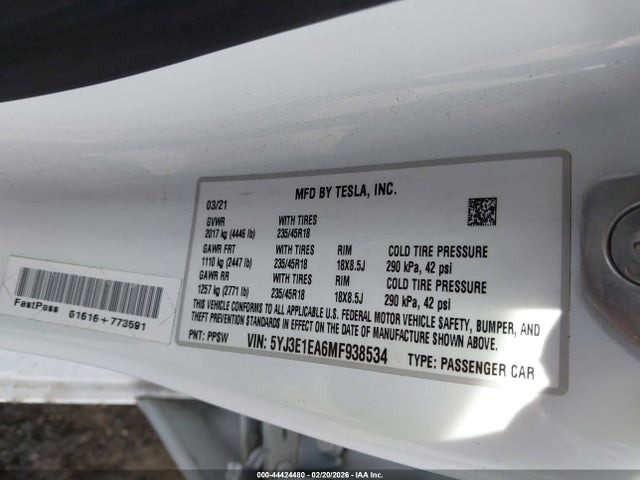 MFD BY TESLA, INC.
03/21
GVWR WITH TIRES
2017 kg (4446 lb) 235/45R18
GAWR FRT WITH TIRES RIM COLD TIRE PRESSURE
1110 kg (2447 lb) 235/45R18 18X8.5J 290 kPa, 42 psi
GAWR RR WITH TIRES RIM COLD TIRE PRESSURE
1257 kg (2771 lb) 235/45R18 18X8.5J 290 kPa, 42 psi
THIS VEHICLE CONFORMS TO ALL APPLICABLE U.S. FEDERAL MOTOR VEHICLE SAFETY, BUMPER, AND
THEFT PREVENTION STANDARDS IN EFFECT ON THE DATE OF MANUFACTURE SHOWN ABOVE.
PNT: PPSW VIN: 5YJ3E1EA6MF938534 TYPE: PASSENGER CAR
FastPass 61616+773591
000-44424480 - 02/20/2026 - IAA Inc.